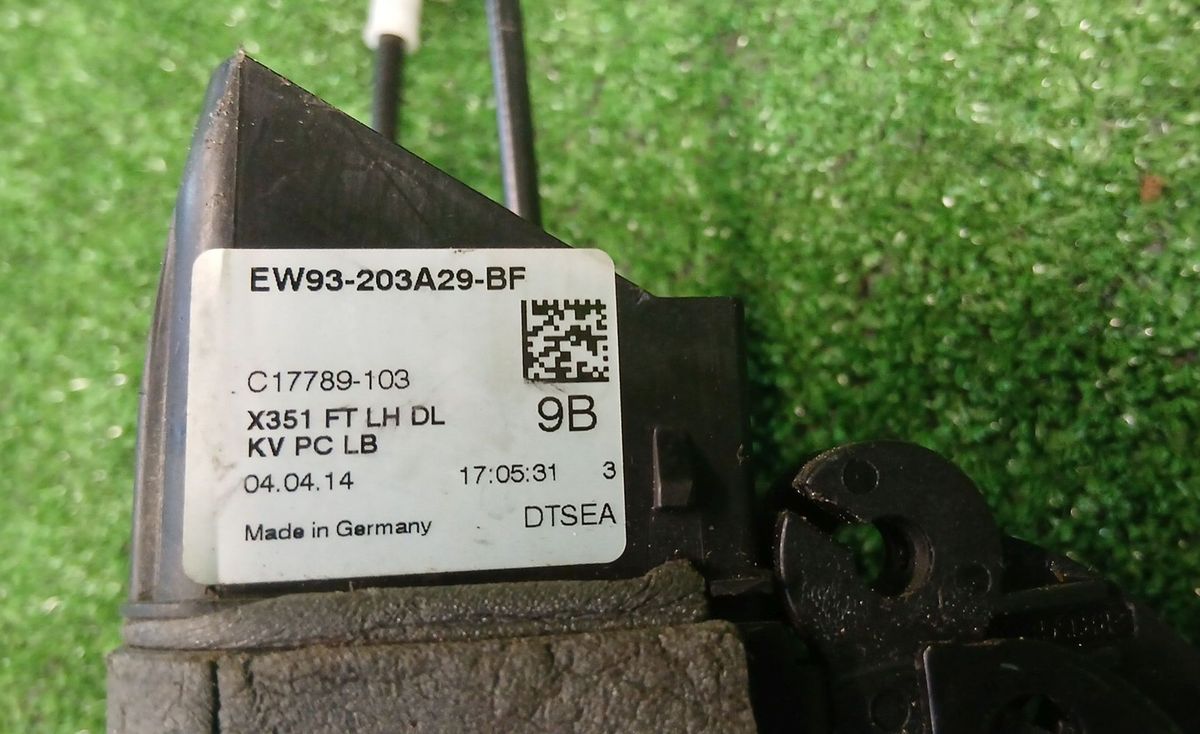 EW93-203A29-BF
C17789-103
9B
X351 FT LH DL
KV PC LB
04.04.14 17:05:31 3
DTSEA
Made in Germany